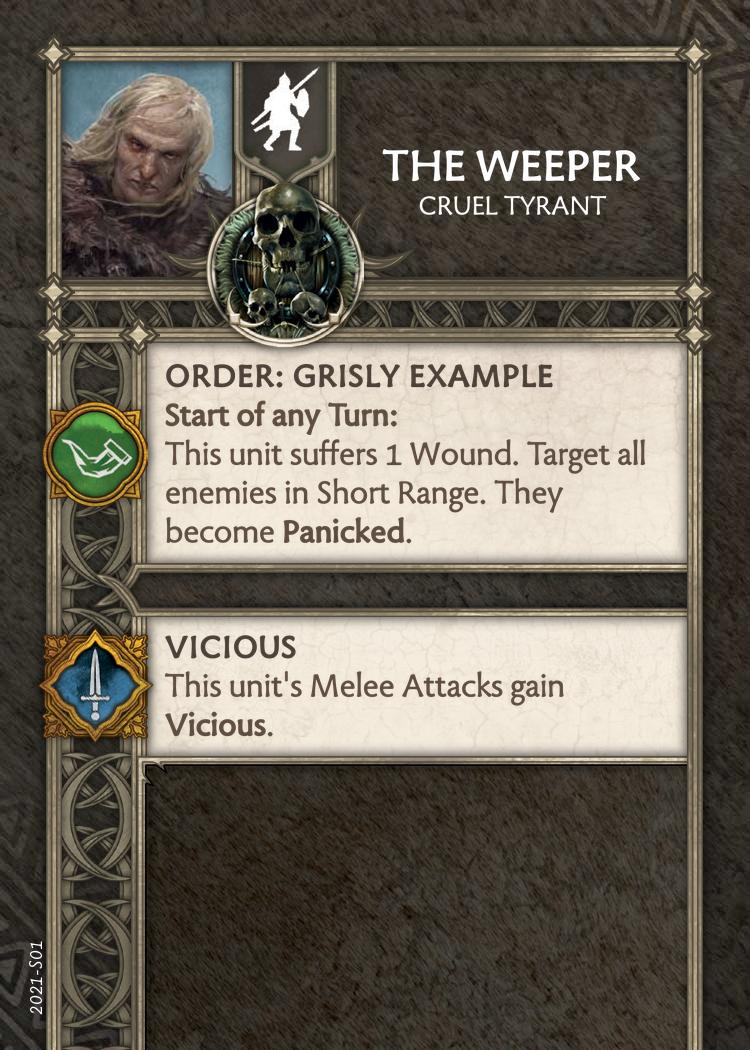 THE WEEPER
CRUEL TYRANT
ORDER: GRISLY EXAMPLE
Start of any Turn:
This unit suffers 1 Wound. Target all
enemies in Short Range. They
become Panicked.
VICIOUS
This unit's Melee Attacks gain
Vicious.
2021-S01